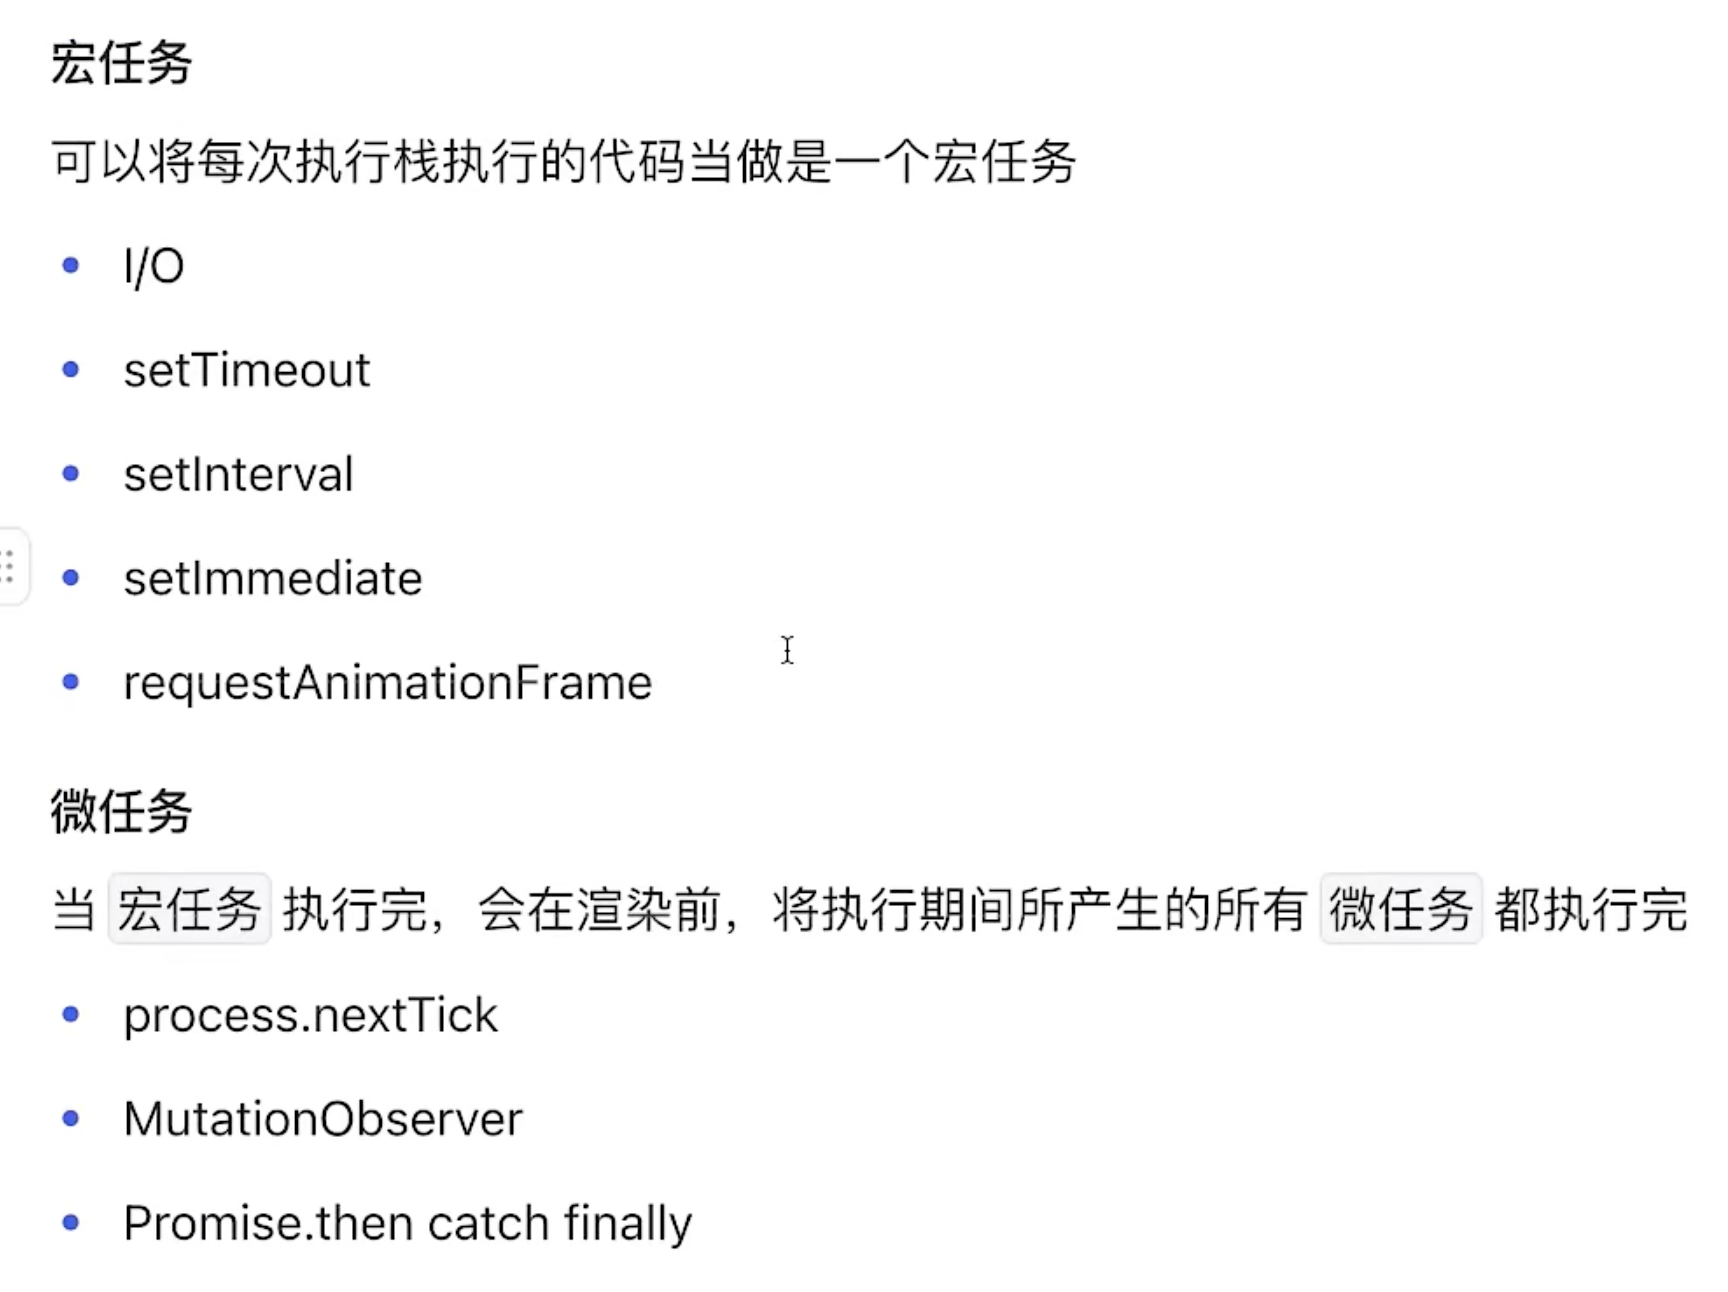 宏任务
可以将每次执行栈执行的代码当做是一个宏任务
I/O
setTimeout
setInterval
setImmediate
requestAnimationFrame
微任务
当 宏任务 执行完，会在渲染前，将执行期间所产生的所有 微任务 都执行完
process.nextTick
MutationObserver
Promise.then catch finally